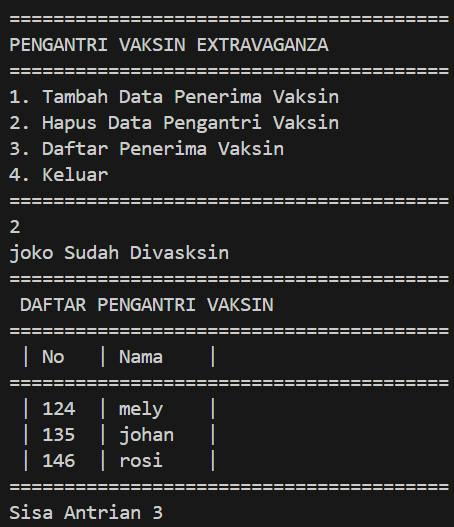 ========================================
PENGANTRI VAKSIN EXTRAVAGANZA
========================================
1. Tambah Data Penerima Vaksin
2. Hapus Data Pengantri Vaksin
3. Daftar Penerima Vaksin
4. Keluar
========================================
2
joko Sudah Divasksin
========================================
 DAFTAR PENGANTRI VAKSIN
========================================
 | No   | Nama    |
========================================
 | 124  | mely    |
 | 135  | johan   |
 | 146  | rosi    |
========================================
Sisa Antrian 3